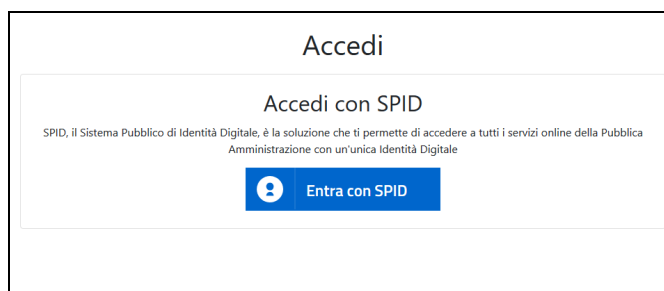 Accedi
Accedi con SPID
SPID, il Sistema Pubblico di Identità Digitale, è la soluzione che ti permette di accedere a tutti i servizi online della Pubblica
Amministrazione con un'unica Identità Digitale
Entra con SPID